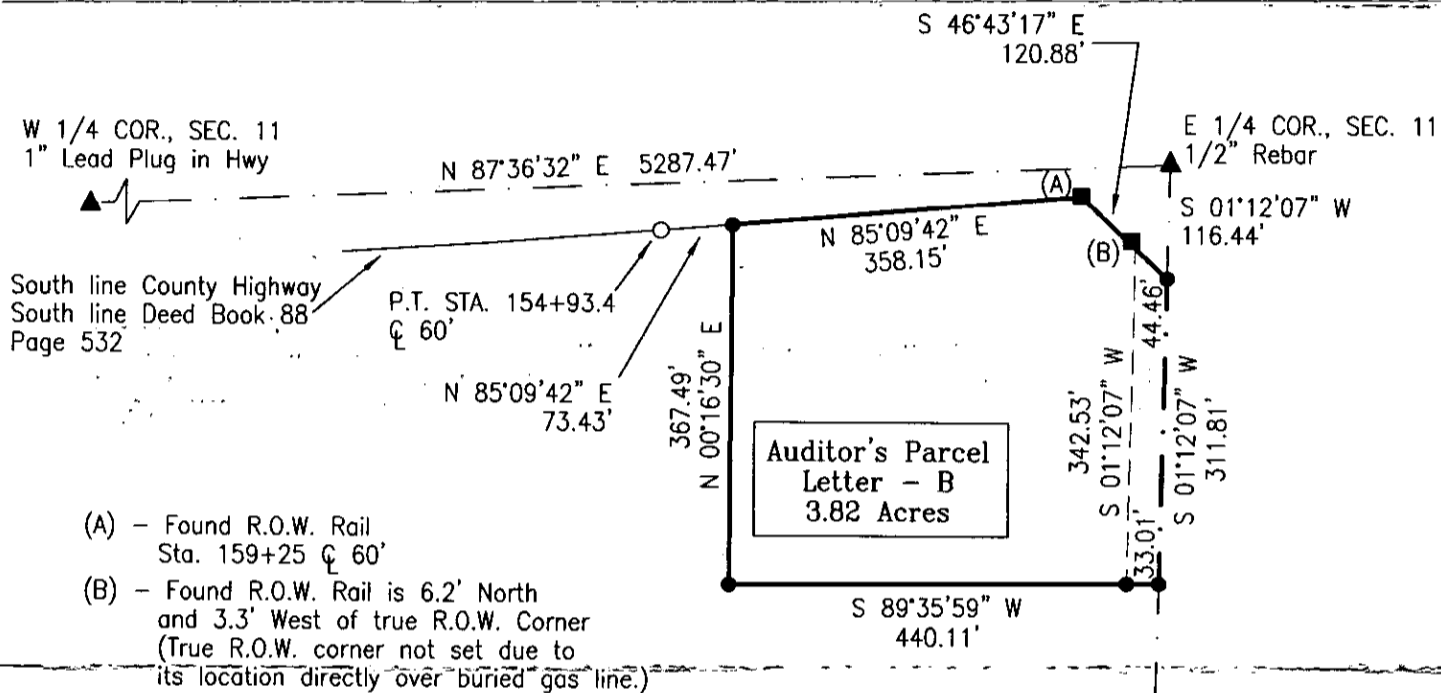 S 46°43'17" E
120.88'
W 1/4 COR., SEC. 11
1" Lead Plug in Hwy
E 1/4 COR., SEC. 11
1/2" Rebar
N 87°36'32" E 5287.47'
(A)
S 01°12'07" W
116.44'
N 85°09'42" E
358.15'
(B)
South line County Highway
South line Deed Book 88
Page 532
P.T. STA. 154+93.4
℄ 60'
N 85°09'42" E
73.43'
367.49'
N 00°16'30" E
44.46'
342.53'
S 01°12'07" W
S 01°12'07" W
311.81'
33.01'
Auditor's Parcel
Letter – B
3.82 Acres
(A) – Found R.O.W. Rail
Sta. 159+25 ℄ 60'
(B) – Found R.O.W. Rail is 6.2' North
and 3.3' West of true R.O.W. Corner
(True R.O.W. corner not set due to
its location directly over buried gas line.)
S 89°35'59" W
440.11'